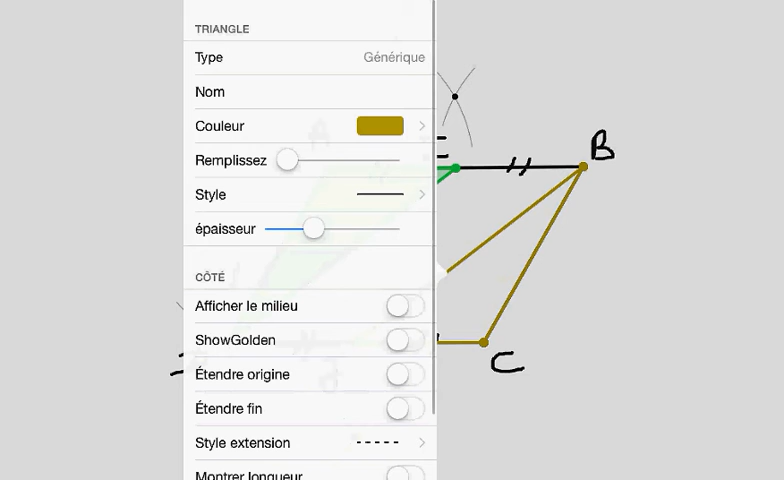 TRIANGLE
Type Générique
Nom
Couleur
Remplissez
Style
épaisseur
CÔTÉ
Afficher le milieu
ShowGolden
Étendre origine
Étendre fin
Style extension
Montrer longueur
B
C